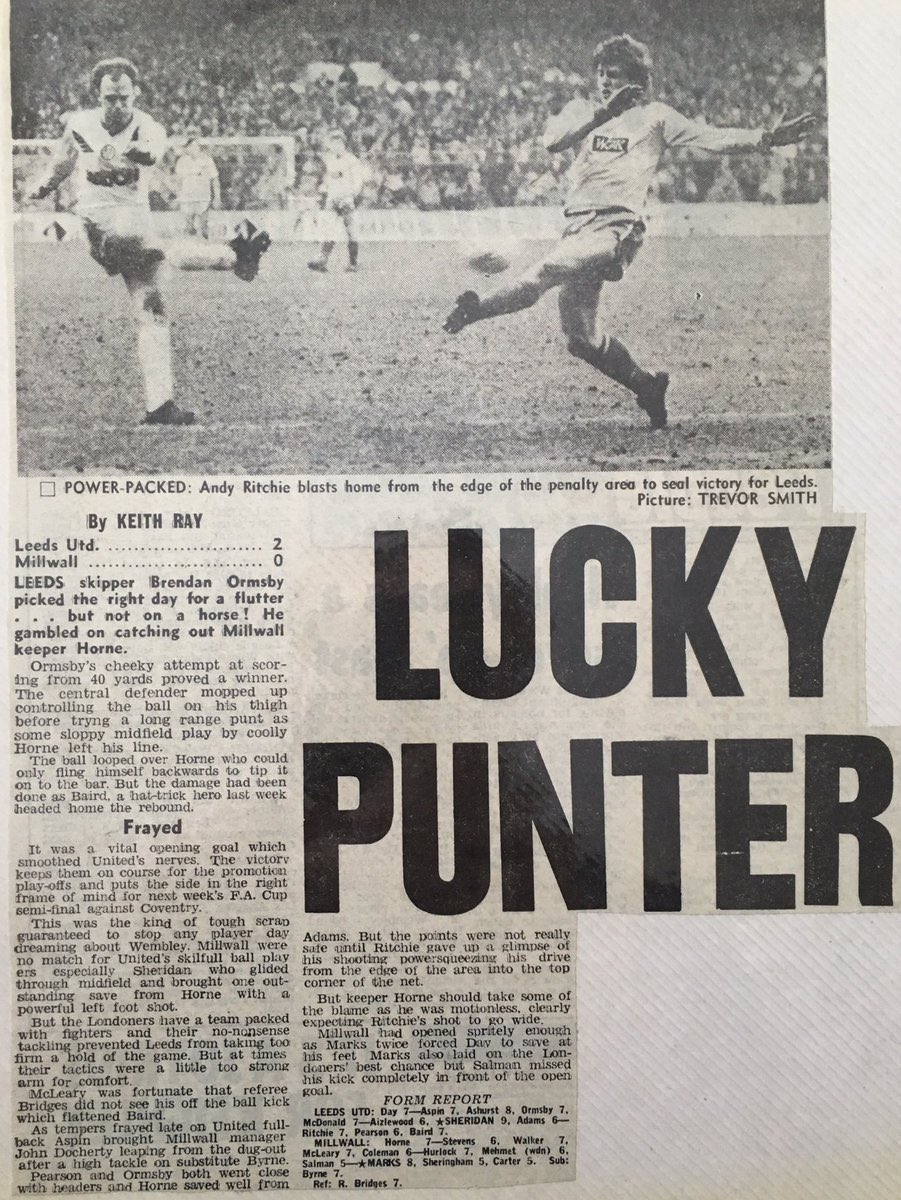 □ POWER-PACKED: Andy Ritchie blasts home from the edge of the penalty area to seal victory for Leeds.
Picture: TREVOR SMITH
LUCKY
PUNTER
By KEITH RAY
Leeds Utd. ........................ 2
Millwall ........................... 0
LEEDS skipper Brendan Ormsby
picked the right day for a flutter
. . . but not on a horse! He
gambled on catching out Millwall
keeper Horne.
Ormsby's cheeky attempt at scor-
ing from 40 yards proved a winner.
The central defender mopped up
controlling the ball on his thigh
before tryng a long range punt as
some sloppy midfield play by coolly
Horne left his line.
The ball looped over Horne who could
only fling himself backwards to tip it
on to the bar. But the damage had been
done as Baird, a hat-trick hero last week
headed home the rebound.
Frayed
It was a vital opening goal which
smoothed United's nerves. The victory
keeps them on course for the promotion
play-offs and puts the side in the right
frame of mind for next week's F.A. Cup
semi-final against Coventry.
This was the kind of tough scrap
guaranteed to stop any player day
dreaming about Wembley. Millwall were
no match for United's skilfull ball play
ers especially Sheridan who glided
through midfield and brought one out-
standing save from Horne with a
powerful left foot shot.
But the Londoners have a team packed
with fighters and their no-nonsense
tackling prevented Leeds from taking too
firm a hold of the game. But at times
their tactics were a little too strong
arm for comfort.
McLeary was fortunate that referee
Bridges did not see his off the ball kick
which flattened Baird.
As tempers frayed late on United full-
back Aspin brought Millwall manager
John Docherty leaping from the dug-out
after a high tackle on substitute Byrne.
Pearson and Ormsby both went close
with headers and Horne saved well from
Adams. But the points were not really
safe until Ritchie gave up a glimpse of
his shooting powersqueezing his drive
from the edge of the area into the top
corner of the net.
But keeper Horne should take some of
the blame as he was motionless, clearly
expecting Ritchie's shot to go wide.
Millwall had opened spritely enough
as Marks twice forced Day to save at
his feet Marks also laid on the Lon-
doners' best chance but Salman missed
his kick completely in front of the open
goal.
FORM REPORT
LEEDS UTD: Day 7—Aspin 7, Ashurst 8, Ormsby 7,
McDonald 7—Aizlewood 6, ★SHERIDAN 9, Adams 6—
Ritchie 7, Pearson 6, Baird 7.
MILLWALL: Horne 7—Stevens 6, Walker 7,
McLeary 7, Coleman 6—Hurlock 7, Mehmet (wdn) 6,
Salman 5—★MARKS 8, Sheringham 5, Carter 5. Sub:
Byrne 7.
Ref: R. Bridges 7.